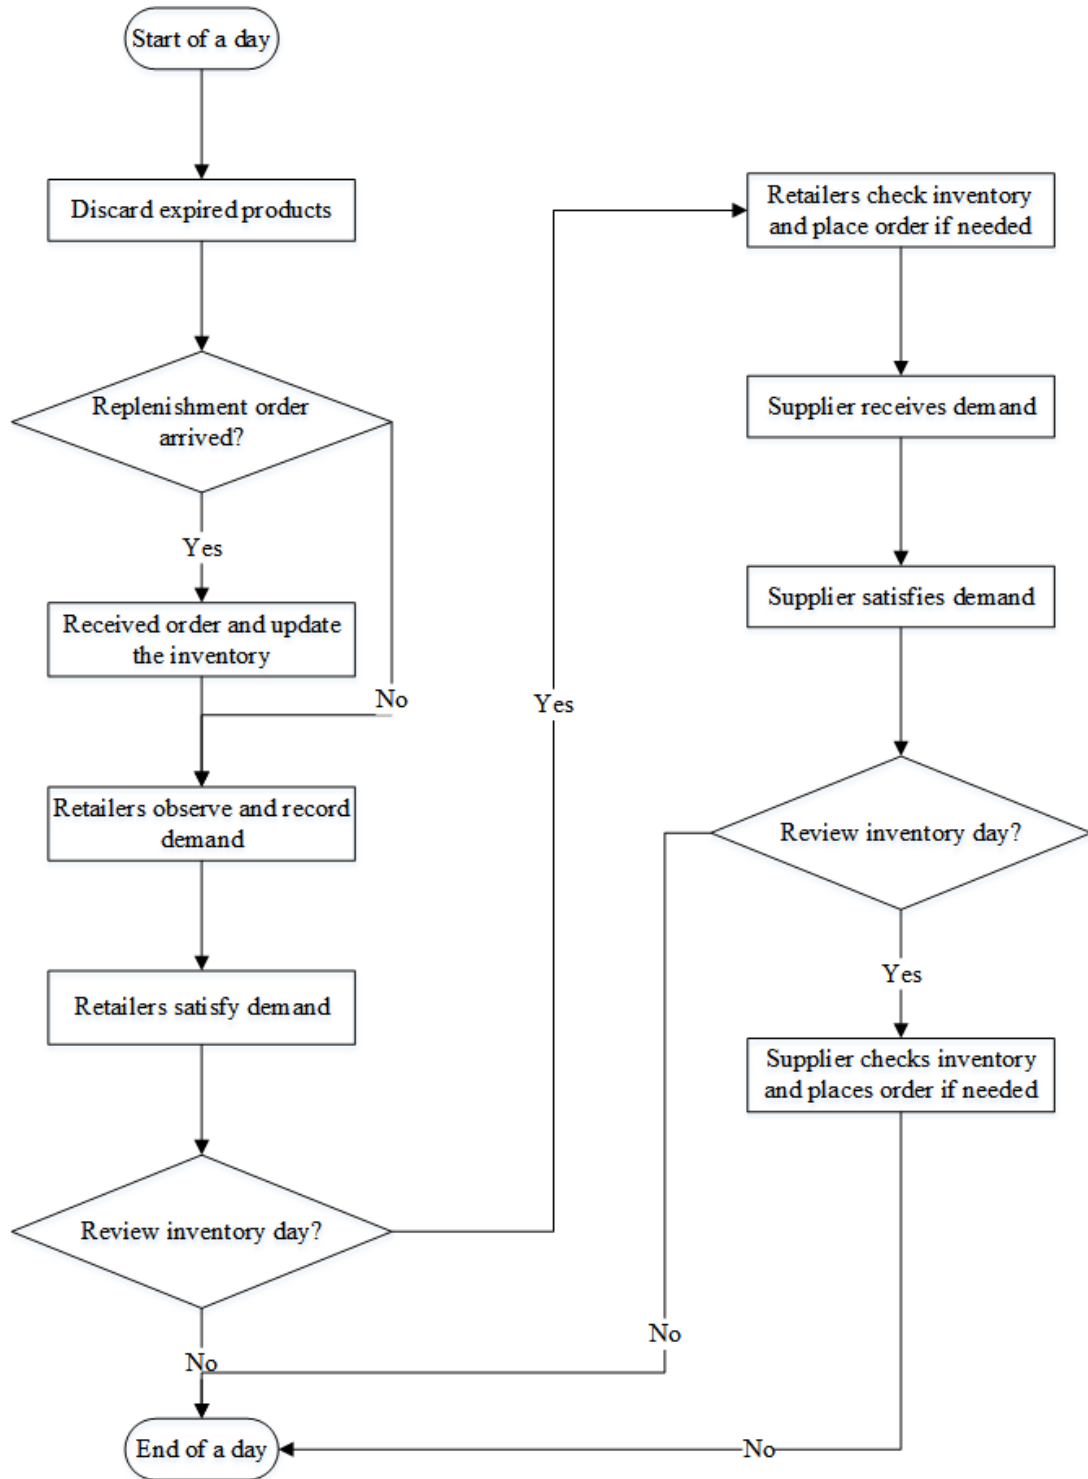 Start of a day
Discard expired products
Replenishment order
arrived?
Yes
Received order and update
the inventory
No
Retailers observe and record
demand
Retailers satisfy demand
Review inventory day?
No
End of a day
Yes
Retailers check inventory
and place order if needed
Supplier receives demand
Supplier satisfies demand
Review inventory day?
Yes
Supplier checks inventory
and places order if needed
No
No